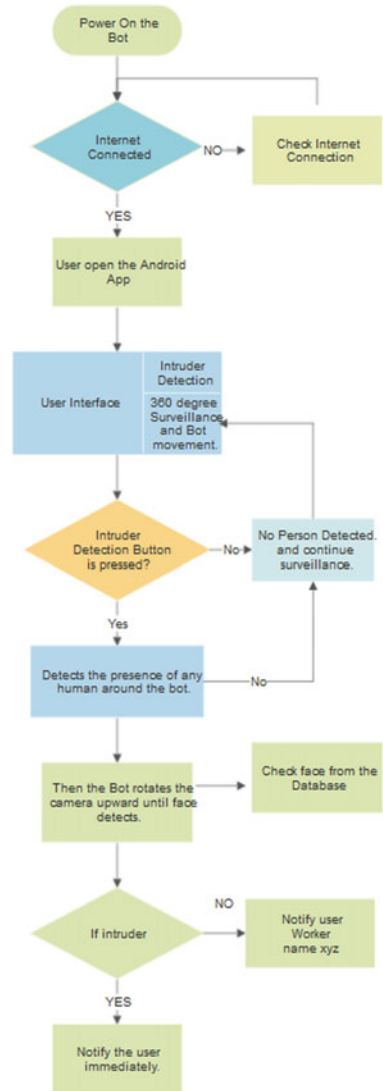 Power On the
Bot
Internet
Connected
NO
Check Internet
Connection
YES
User open the Android
App
User Interface
Intruder
Detection
360 degree
Surveillance
and Bot
movement.
Intruder
Detection Button
is pressed?
No
No Person Detected.
and continue
surveillance.
Yes
Detects the presence of any
human around the bot.
No
Then the Bot rotates the
camera upward until face
detects.
Check face from the
Database
If intruder
NO
Notify user
Worker
name xyz
YES
Notify the user
immediately.